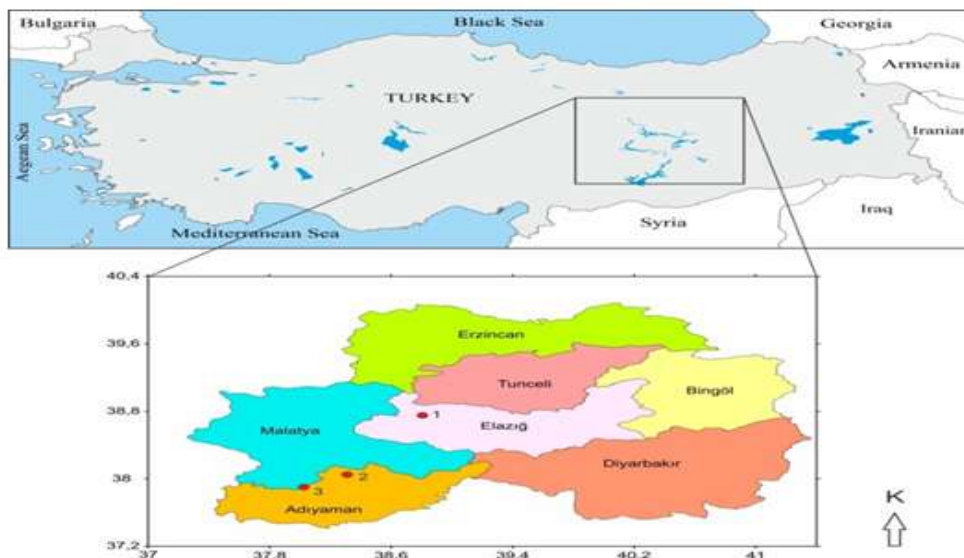 Bulgaria
Black Sea
Georgia
Armenia
TURKEY
Iranian
Aegean Sea
Mediterranean Sea
Syria
Iraq
40,4
39,6
38,8
38
37,2
37
37,8
38,6
39,4
40,2
41
Erzincan
Tunceli
Bingöl
1
Elazığ
Malatya
Diyarbakır
2
3
Adıyaman
K